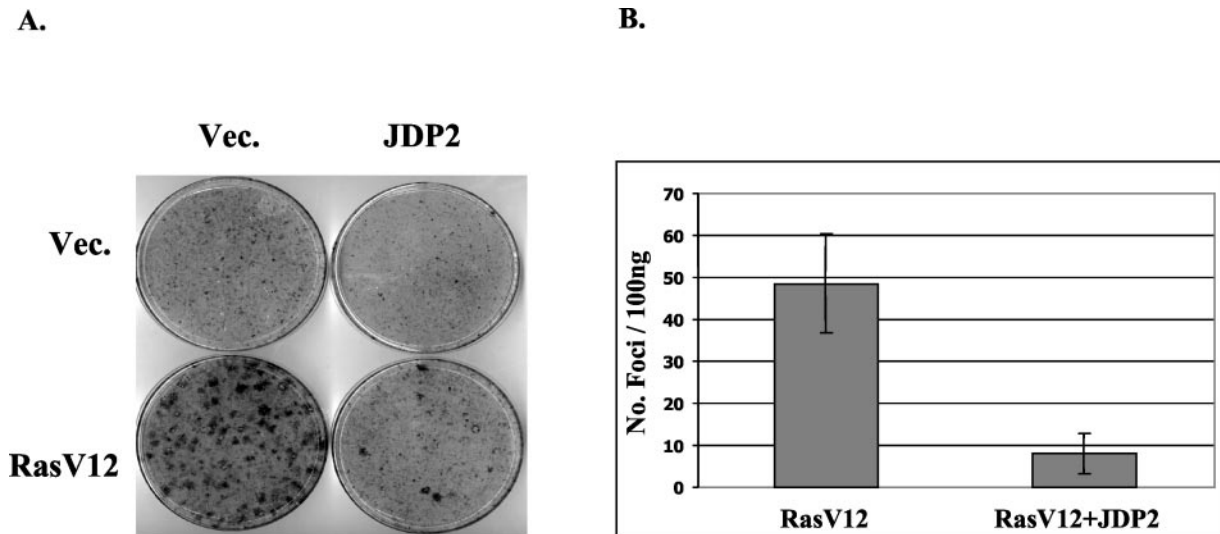 A.
Vec. JDP2
Vec.
RasV12
B.
70
60
50
40
30
20
10
0
No. Foci / 100ng
RasV12 RasV12+JDP2